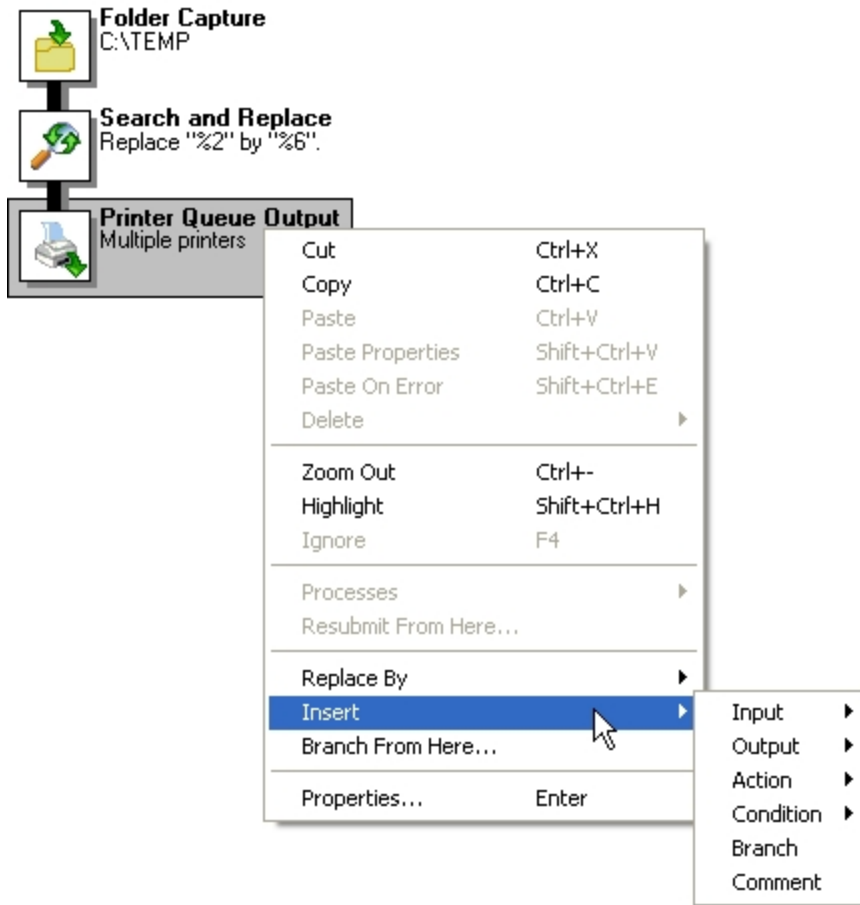 Folder Capture
C:\TEMP
Search and Replace
Replace "%2" by "%6".
Printer Queue Output
Multiple printers
Cut Ctrl+X
Copy Ctrl+C
Paste Ctrl+V
Paste Properties Shift+Ctrl+V
Paste On Error Shift+Ctrl+E
Delete
Zoom Out Ctrl+-
Highlight Shift+Ctrl+H
Ignore F4
Processes
Resubmit From Here...
Replace By
Insert
Branch From Here...
Properties... Enter
Input
Output
Action
Condition
Branch
Comment